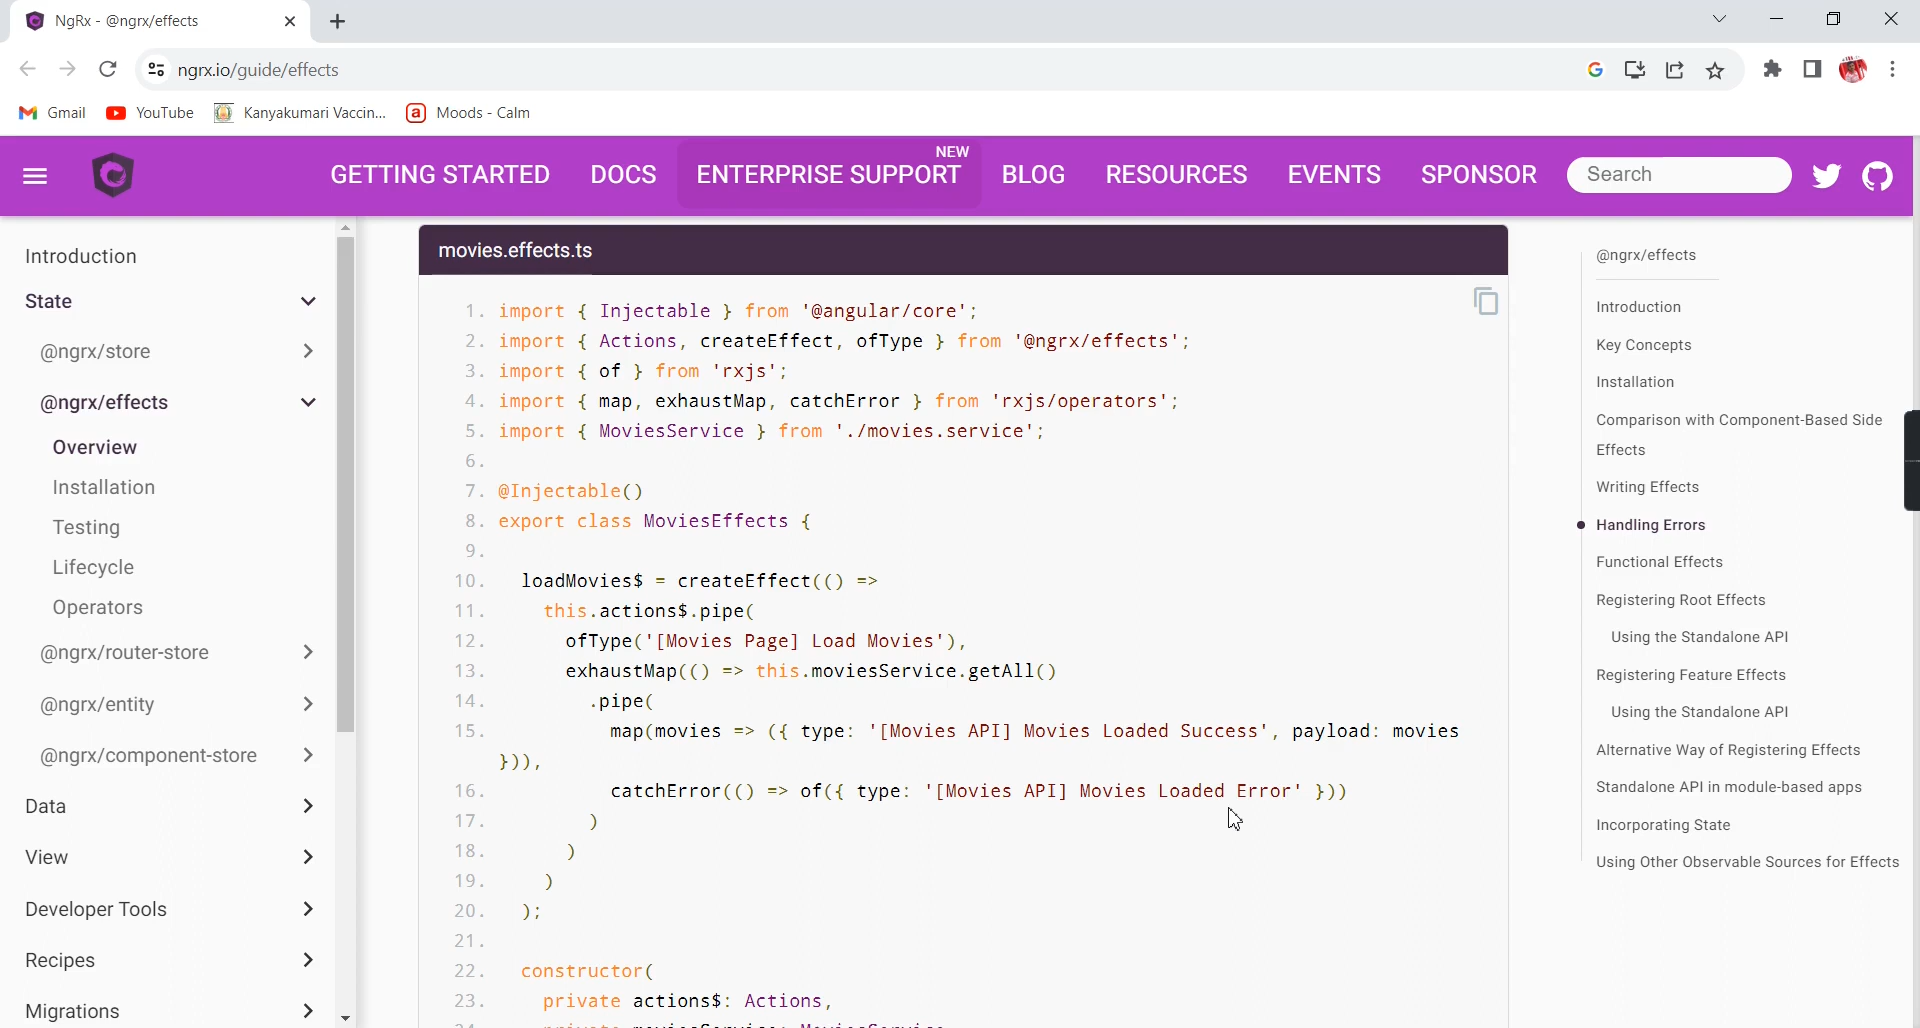 NgRx - @ngrx/effects
ngrx.io/guide/effects
Gmail YouTube Kanyakumari Vaccin... Moods - Calm
NEW
GETTING STARTED DOCS ENTERPRISE SUPPORT BLOG RESOURCES EVENTS SPONSOR Search
Introduction
State
@ngrx/store
@ngrx/effects
Overview
Installation
Testing
Lifecycle
Operators
@ngrx/router-store
@ngrx/entity
@ngrx/component-store
Data
View
Developer Tools
Recipes
Migrations
movies.effects.ts
1. import { Injectable } from '@angular/core';
2. import { Actions, createEffect, ofType } from '@ngrx/effects';
3. import { of } from 'rxjs';
4. import { map, exhaustMap, catchError } from 'rxjs/operators';
5. import { MoviesService } from './movies.service';
6.
7. @Injectable()
8. export class MoviesEffects {
9.
10. loadMovies$ = createEffect(() =>
11. this.actions$.pipe(
12. ofType('[Movies Page] Load Movies'),
13. exhaustMap(() => this.moviesService.getAll()
14. .pipe(
15. map(movies => ({ type: '[Movies API] Movies Loaded Success', payload: movies
})),
16. catchError(() => of({ type: '[Movies API] Movies Loaded Error' }))
17. )
18. )
19. )
20. );
21.
22. constructor(
23. private actions$: Actions,
@ngrx/effects
Introduction
Key Concepts
Installation
Comparison with Component-Based Side
Effects
Writing Effects
Handling Errors
Functional Effects
Registering Root Effects
Using the Standalone API
Registering Feature Effects
Using the Standalone API
Alternative Way of Registering Effects
Standalone API in module-based apps
Incorporating State
Using Other Observable Sources for Effects